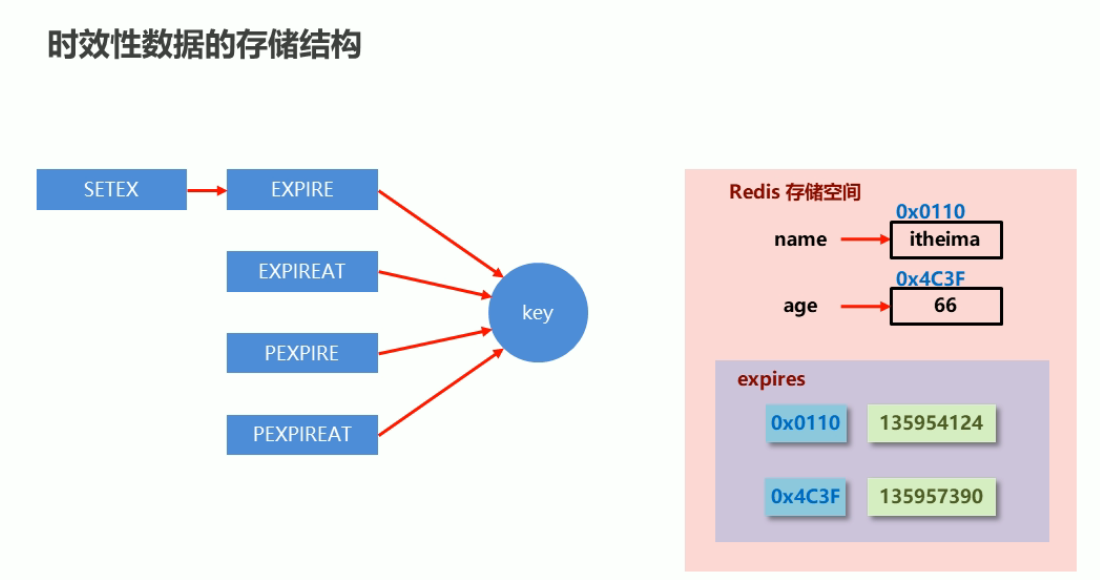 时效性数据的存储结构
SETEX
EXPIRE
EXPIREAT
PEXPIRE
PEXPIREAT
key
Redis 存储空间
0x0110
name
itheima
0x4C3F
age
66
expires
0x0110
135954124
0x4C3F
135957390